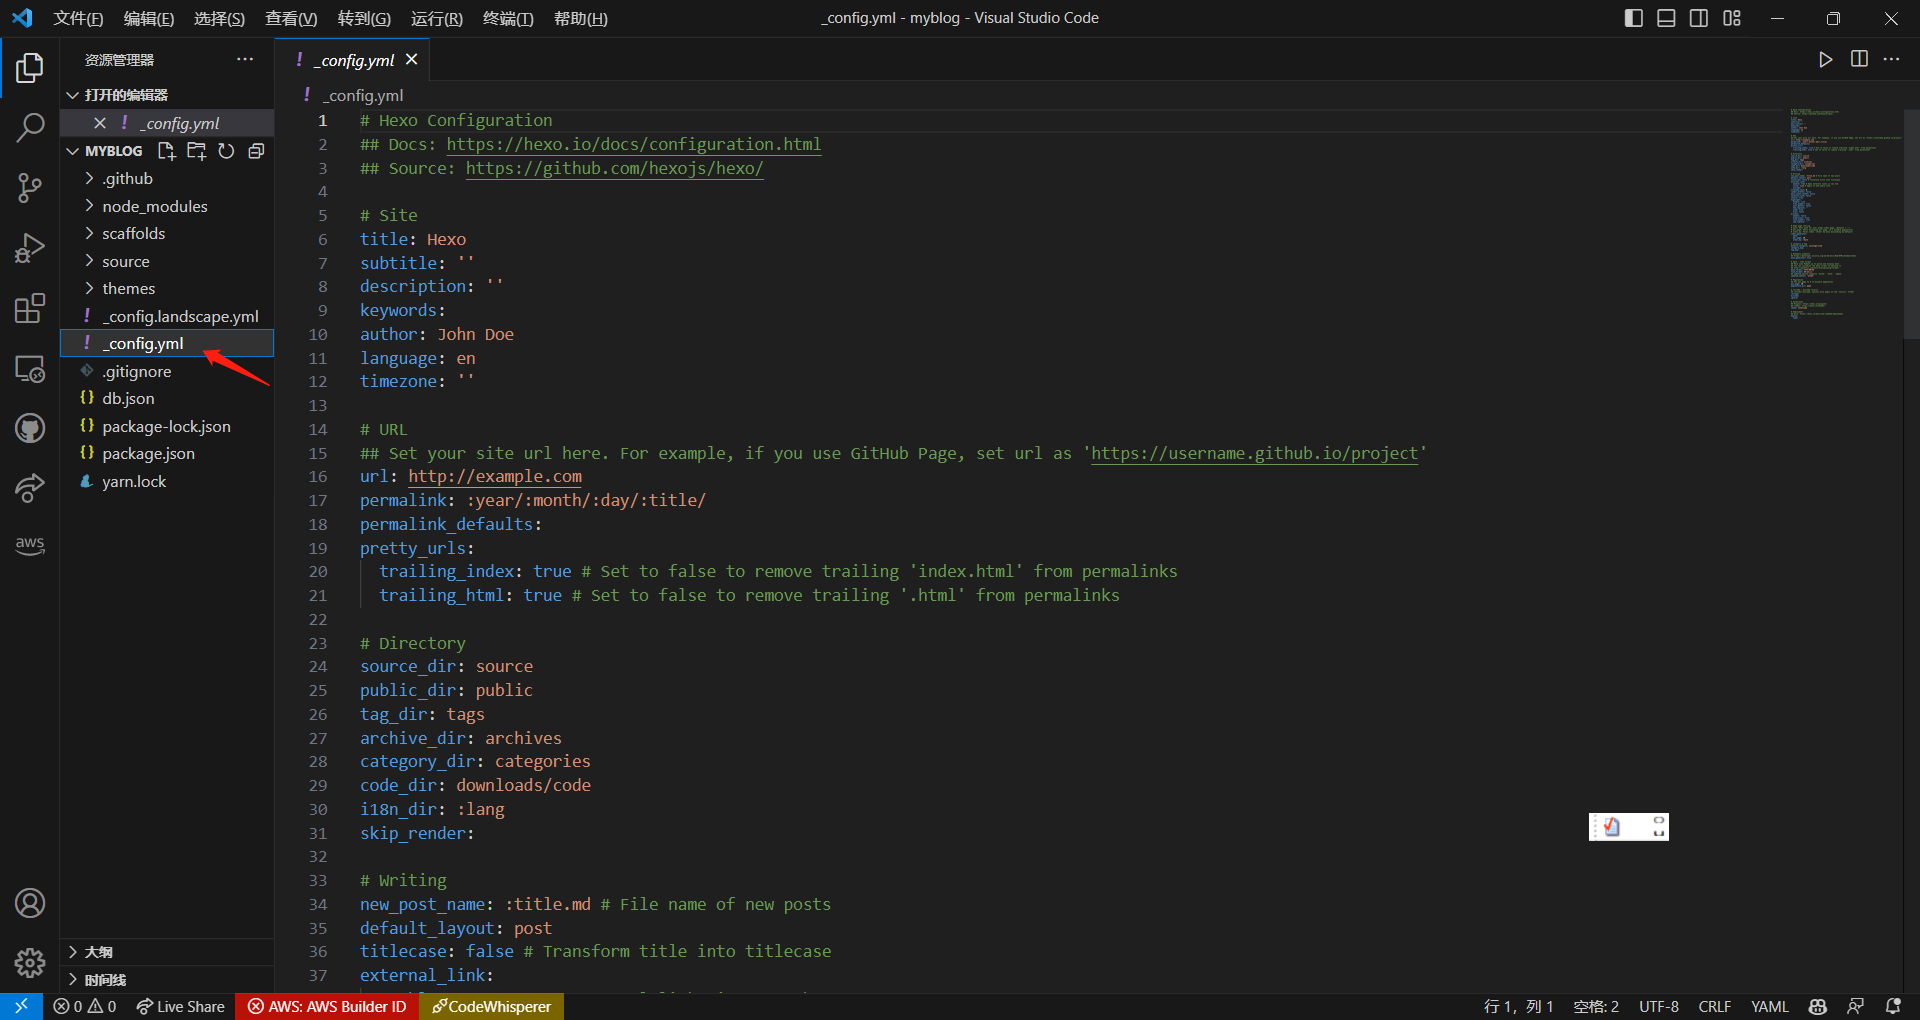 文件(F) 编辑(E) 选择(S) 查看(V) 转到(G) 运行(R) 终端(T) 帮助(H) _config.yml - myblog - Visual Studio Code
资源管理器
打开的编辑器
_config.yml
MYBLOG
.github
node_modules
scaffolds
source
themes
_config.landscape.yml
_config.yml
.gitignore
db.json
package-lock.json
package.json
yarn.lock
大纲
时间线
aws
_config.yml
_config.yml
1 # Hexo Configuration
2 ## Docs: https://hexo.io/docs/configuration.html
3 ## Source: https://github.com/hexojs/hexo/
4
5 # Site
6 title: Hexo
7 subtitle: ''
8 description: ''
9 keywords:
10 author: John Doe
11 language: en
12 timezone: ''
13
14 # URL
15 ## Set your site url here. For example, if you use GitHub Page, set url as 'https://username.github.io/project'
16 url: http://example.com
17 permalink: :year/:month/:day/:title/
18 permalink_defaults:
19 pretty_urls:
20 trailing_index: true # Set to false to remove trailing 'index.html' from permalinks
21 trailing_html: true # Set to false to remove trailing '.html' from permalinks
22
23 # Directory
24 source_dir: source
25 public_dir: public
26 tag_dir: tags
27 archive_dir: archives
28 category_dir: categories
29 code_dir: downloads/code
30 i18n_dir: :lang
31 skip_render:
32
33 # Writing
34 new_post_name: :title.md # File name of new posts
35 default_layout: post
36 titlecase: false # Transform title into titlecase
37 external_link:
0 0 Live Share AWS: AWS Builder ID CodeWhisperer 行 1, 列 1 空格: 2 UTF-8 CRLF YAML